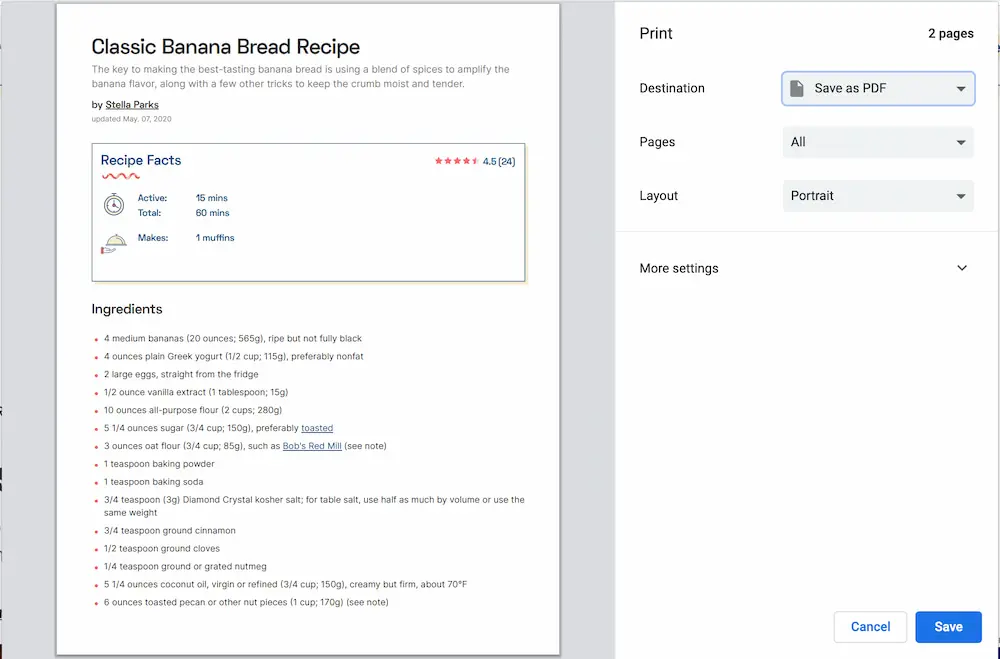 Classic Banana Bread Recipe
The key to making the best-tasting banana bread is using a blend of spices to amplify the
banana flavor, along with a few other tricks to keep the crumb moist and tender.
by Stella Parks
updated May. 07, 2020
Recipe Facts
4.5 (24)
Active: 15 mins
Total: 60 mins
Makes: 1 muffins
Ingredients
4 medium bananas (20 ounces; 565g), ripe but not fully black
4 ounces plain Greek yogurt (1/2 cup; 115g), preferably nonfat
2 large eggs, straight from the fridge
1/2 ounce vanilla extract (1 tablespoon; 15g)
10 ounces all-purpose flour (2 cups; 280g)
5 1/4 ounces sugar (3/4 cup; 150g), preferably toasted
3 ounces oat flour (3/4 cup; 85g), such as Bob's Red Mill (see note)
1 teaspoon baking powder
1 teaspoon baking soda
3/4 teaspoon (3g) Diamond Crystal kosher salt; for table salt, use half as much by volume or use the
same weight
3/4 teaspoon ground cinnamon
1/2 teaspoon ground cloves
1/4 teaspoon ground or grated nutmeg
5 1/4 ounces coconut oil, virgin or refined (3/4 cup; 150g), creamy but firm, about 70°F
6 ounces toasted pecan or other nut pieces (1 cup; 170g) (see note)
Print 2 pages
Destination Save as PDF
Pages All
Layout Portrait
More settings
Cancel Save